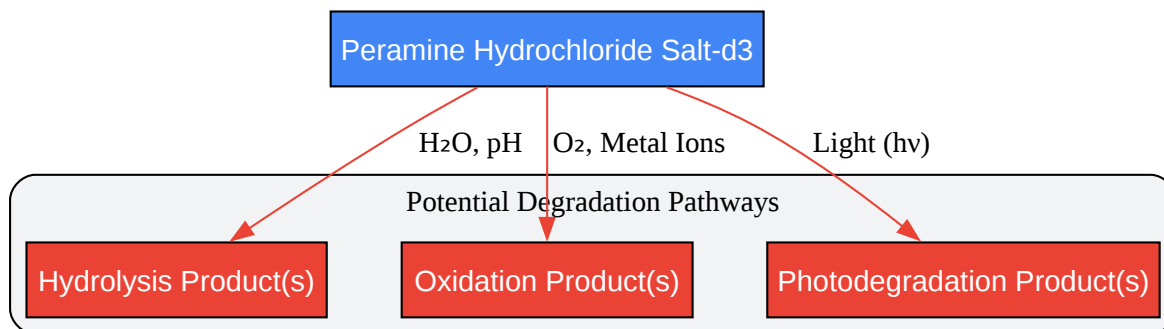 Peramine Hydrochloride Salt-d3
H₂O, pH
O₂, Metal Ions
Light (hν)
Potential Degradation Pathways
Hydrolysis Product(s)
Oxidation Product(s)
Photodegradation Product(s)